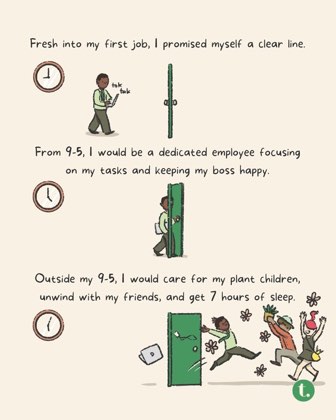 Fresh into my first job, I promised myself a clear line.
tak
tak
From 9-5, I would be a dedicated employee focusing
on my tasks and keeping my boss happy.
Outside my 9-5, I would care for my plant children,
unwind with my friends, and get 7 hours of sleep.
t.